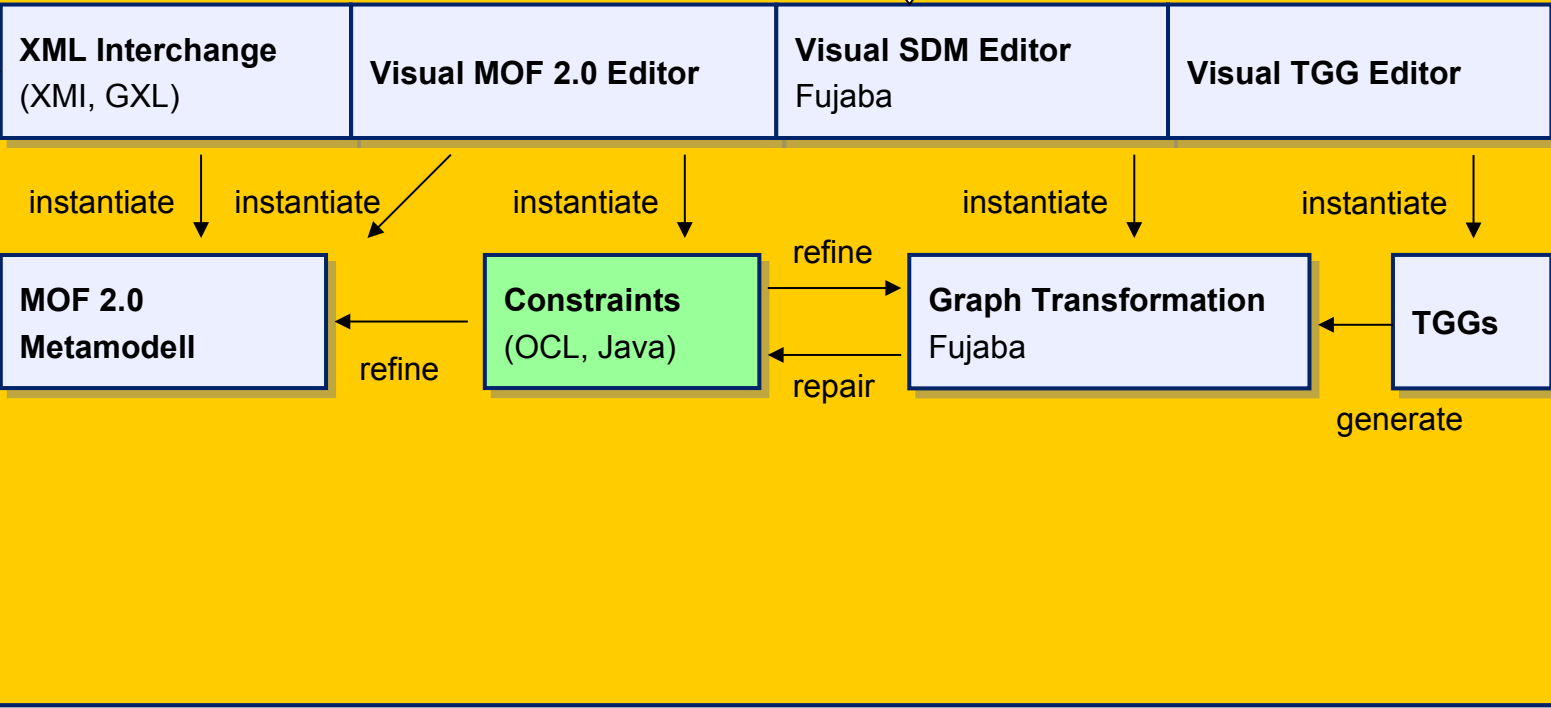 XML Interchange
(XMI, GXL)
Visual MOF 2.0 Editor
Visual SDM Editor
Fujaba
Visual TGG Editor
instantiate
instantiate
instantiate
instantiate
instantiate
MOF 2.0
Metamodell
refine
Constraints
(OCL, Java)
refine
repair
Graph Transformation
Fujaba
TGGs
generate